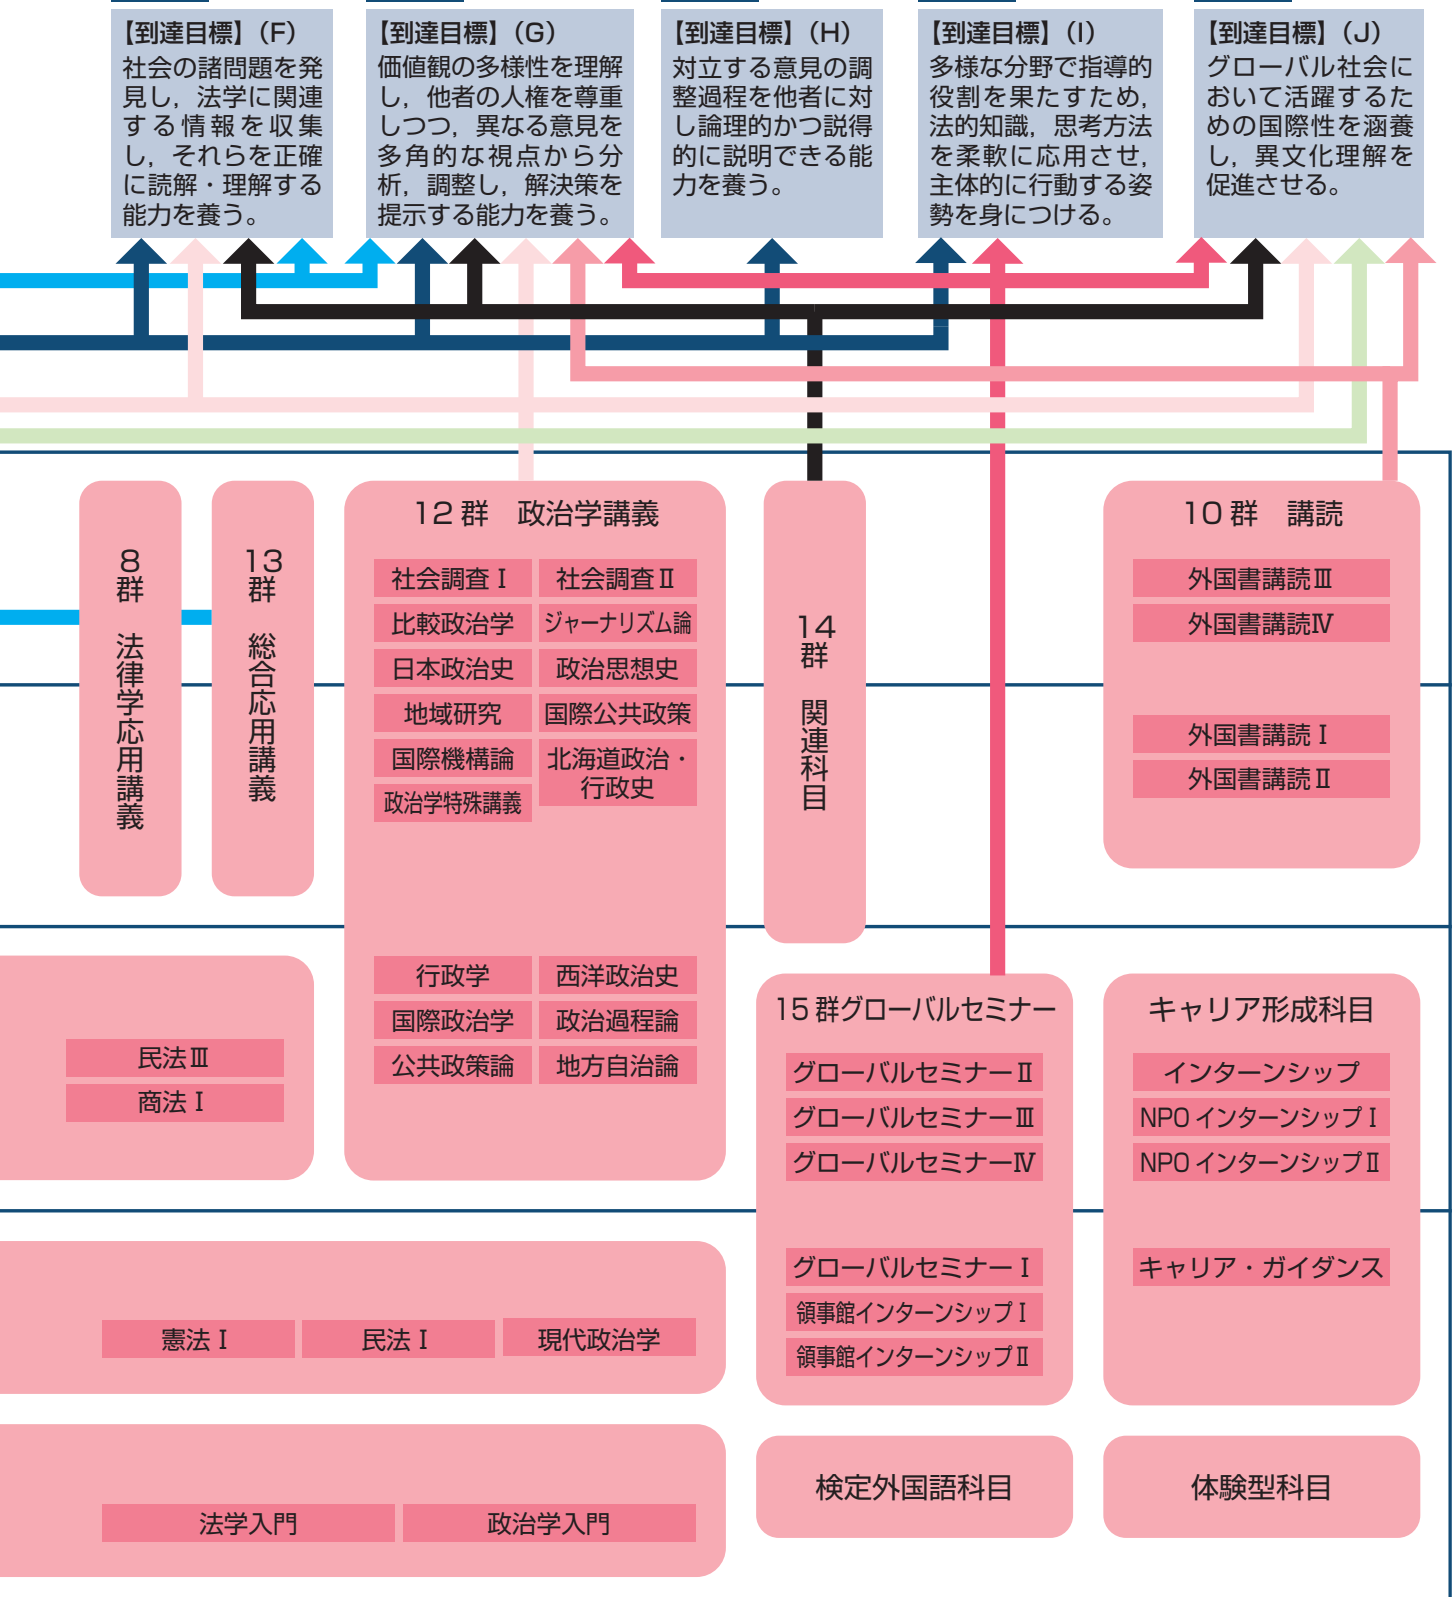 【到達目標】(F)
社会の諸問題を発
見し，法学に関連
する情報を収集
し，それらを正確
に読解・理解する
能力を養う。
【到達目標】(G)
価値観の多様性を理解
し，他者の人権を尊重
しつつ，異なる意見を
多角的な視点から分
析，調整し，解決策を
提示する能力を養う。
【到達目標】(H)
対立する意見の調
整過程を他者に対
し論理的かつ説得
的に説明できる能
力を養う。
【到達目標】(I)
多様な分野で指導的
役割を果たすため，
法的知識，思考方法
を柔軟に応用させ，
主体的に行動する姿
勢を身につける。
【到達目標】(J)
グローバル社会に
おいて活躍するた
めの国際性を涵養
し，異文化理解を
促進させる。
8群　法律学応用講義
13群　総合応用講義
12群　政治学講義
社会調査Ⅰ
社会調査Ⅱ
比較政治学
ジャーナリズム論
日本政治史
政治思想史
地域研究
国際公共政策
国際機構論
北海道政治・
行政史
政治学特殊講義
行政学
西洋政治史
国際政治学
政治過程論
公共政策論
地方自治論
14群　関連科目
10群　講読
外国書講読Ⅲ
外国書講読Ⅳ
外国書講読Ⅰ
外国書講読Ⅱ
民法Ⅲ
商法Ⅰ
15群グローバルセミナー
グローバルセミナーⅡ
グローバルセミナーⅢ
グローバルセミナーⅣ
グローバルセミナーⅠ
領事館インターンシップⅠ
領事館インターンシップⅡ
キャリア形成科目
インターンシップ
NPOインターンシップⅠ
NPOインターンシップⅡ
キャリア・ガイダンス
憲法Ⅰ
民法Ⅰ
現代政治学
法学入門
政治学入門
検定外国語科目
体験型科目